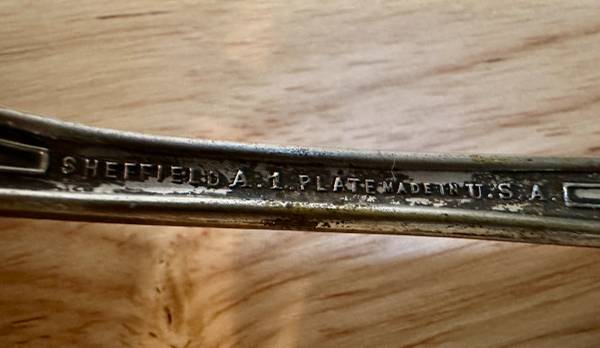 SHEFFIELD A.1. PLATE MADE IN U.S.A.